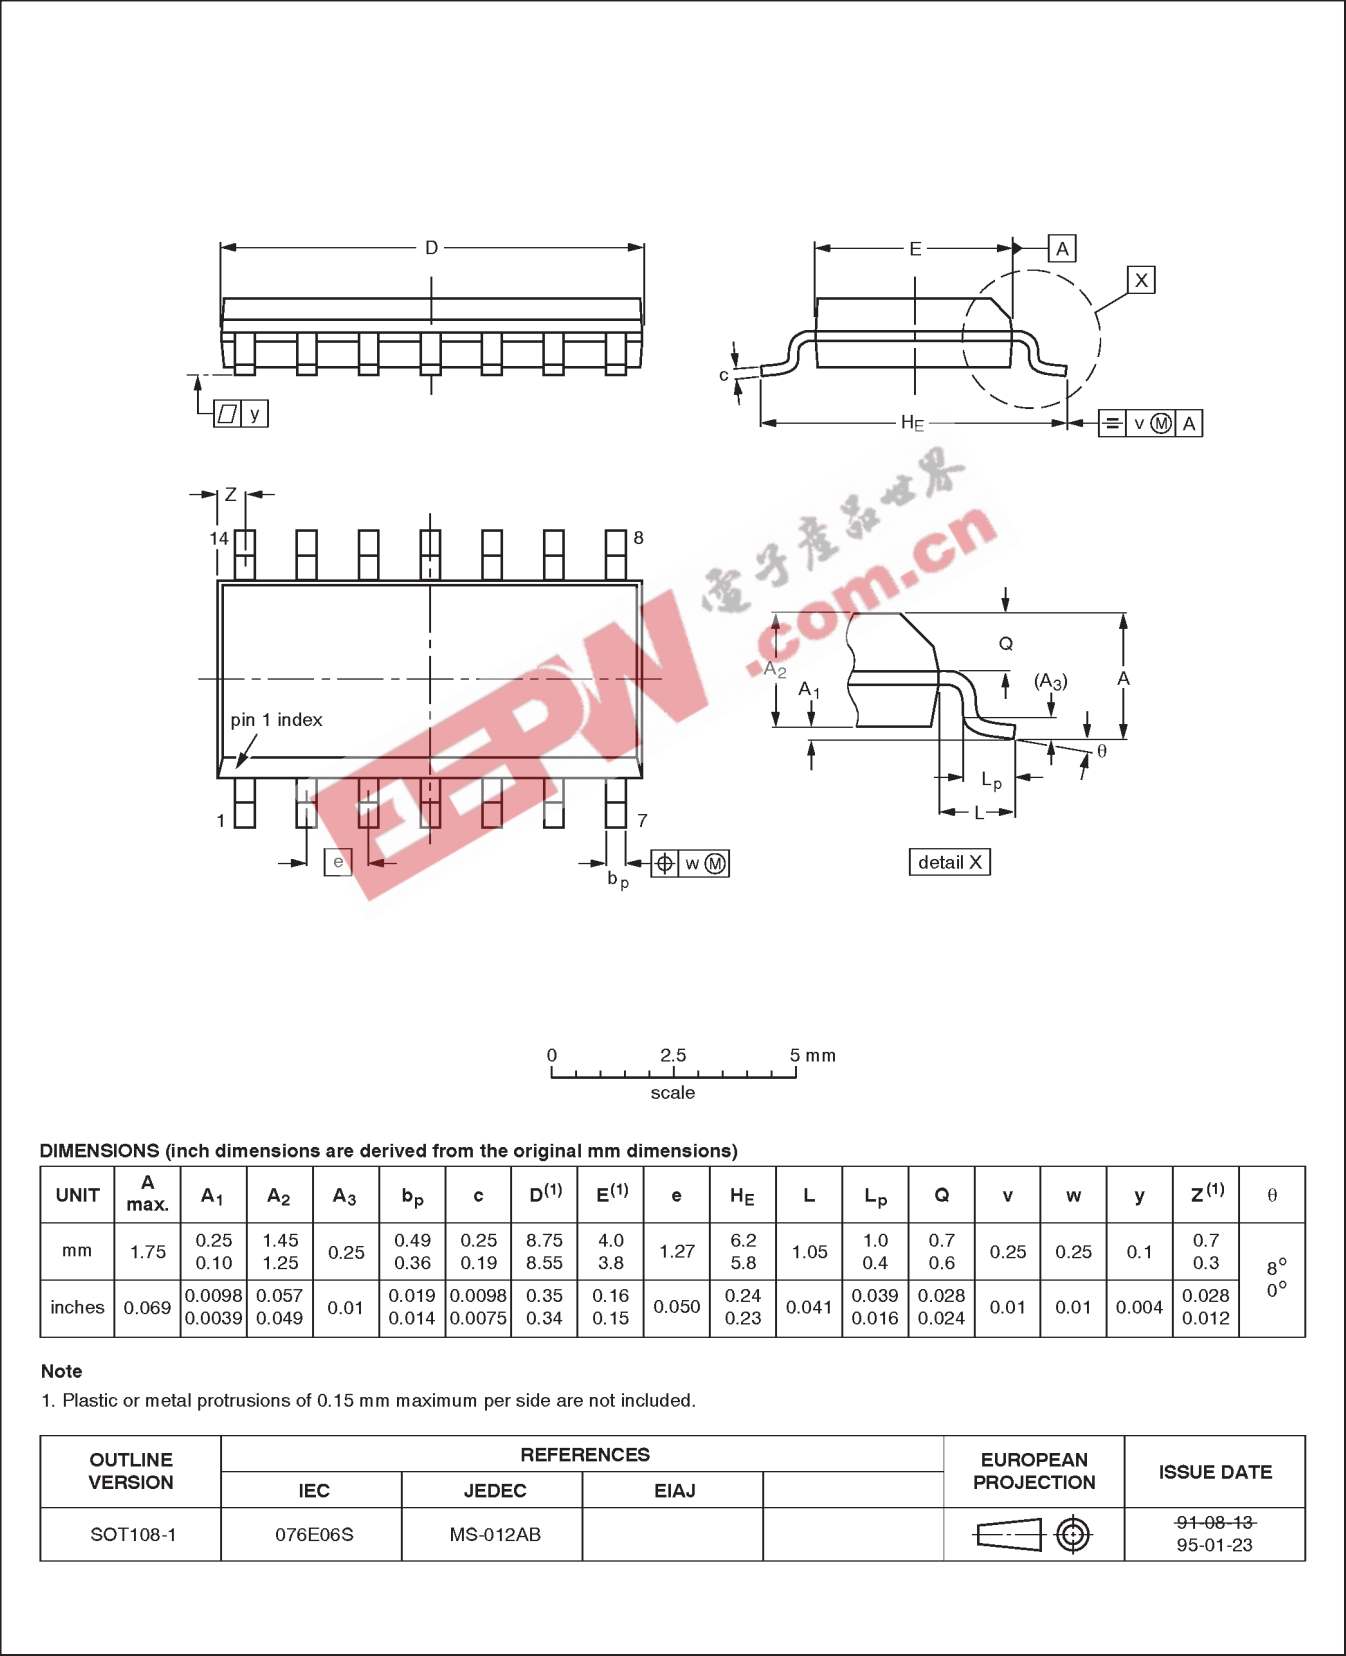 D
E
A
X
c
y
HE
v M A
Z
14
8
電子產品世界
.com.cn
EEPW
pin 1 index
1
7
e
bp
w M
A2
A1
Q
(A3)
A
θ
Lp
L
detail X
0 2.5 5 mm
scale
DIMENSIONS (inch dimensions are derived from the original mm dimensions)
UNIT A max. A1 A2 A3 bp c D(1) E(1) e HE L Lp Q v w y Z(1) θ
mm 1.75 0.25 0.10 1.45 1.25 0.25 0.49 0.36 0.25 0.19 8.75 8.55 4.0 3.8 1.27 6.2 5.8 1.05 1.0 0.4 0.7 0.6 0.25 0.25 0.1 0.7 0.3 8° 0°
inches 0.069 0.0098 0.0039 0.057 0.049 0.01 0.019 0.014 0.0098 0.0075 0.35 0.34 0.16 0.15 0.050 0.24 0.23 0.041 0.039 0.016 0.028 0.024 0.01 0.01 0.004 0.028 0.012
Note
1. Plastic or metal protrusions of 0.15 mm maximum per side are not included.
OUTLINE VERSION REFERENCES EUROPEAN PROJECTION ISSUE DATE
IEC JEDEC EIAJ
SOT108-1 076E06S MS-012AB 91-08-13
95-01-23